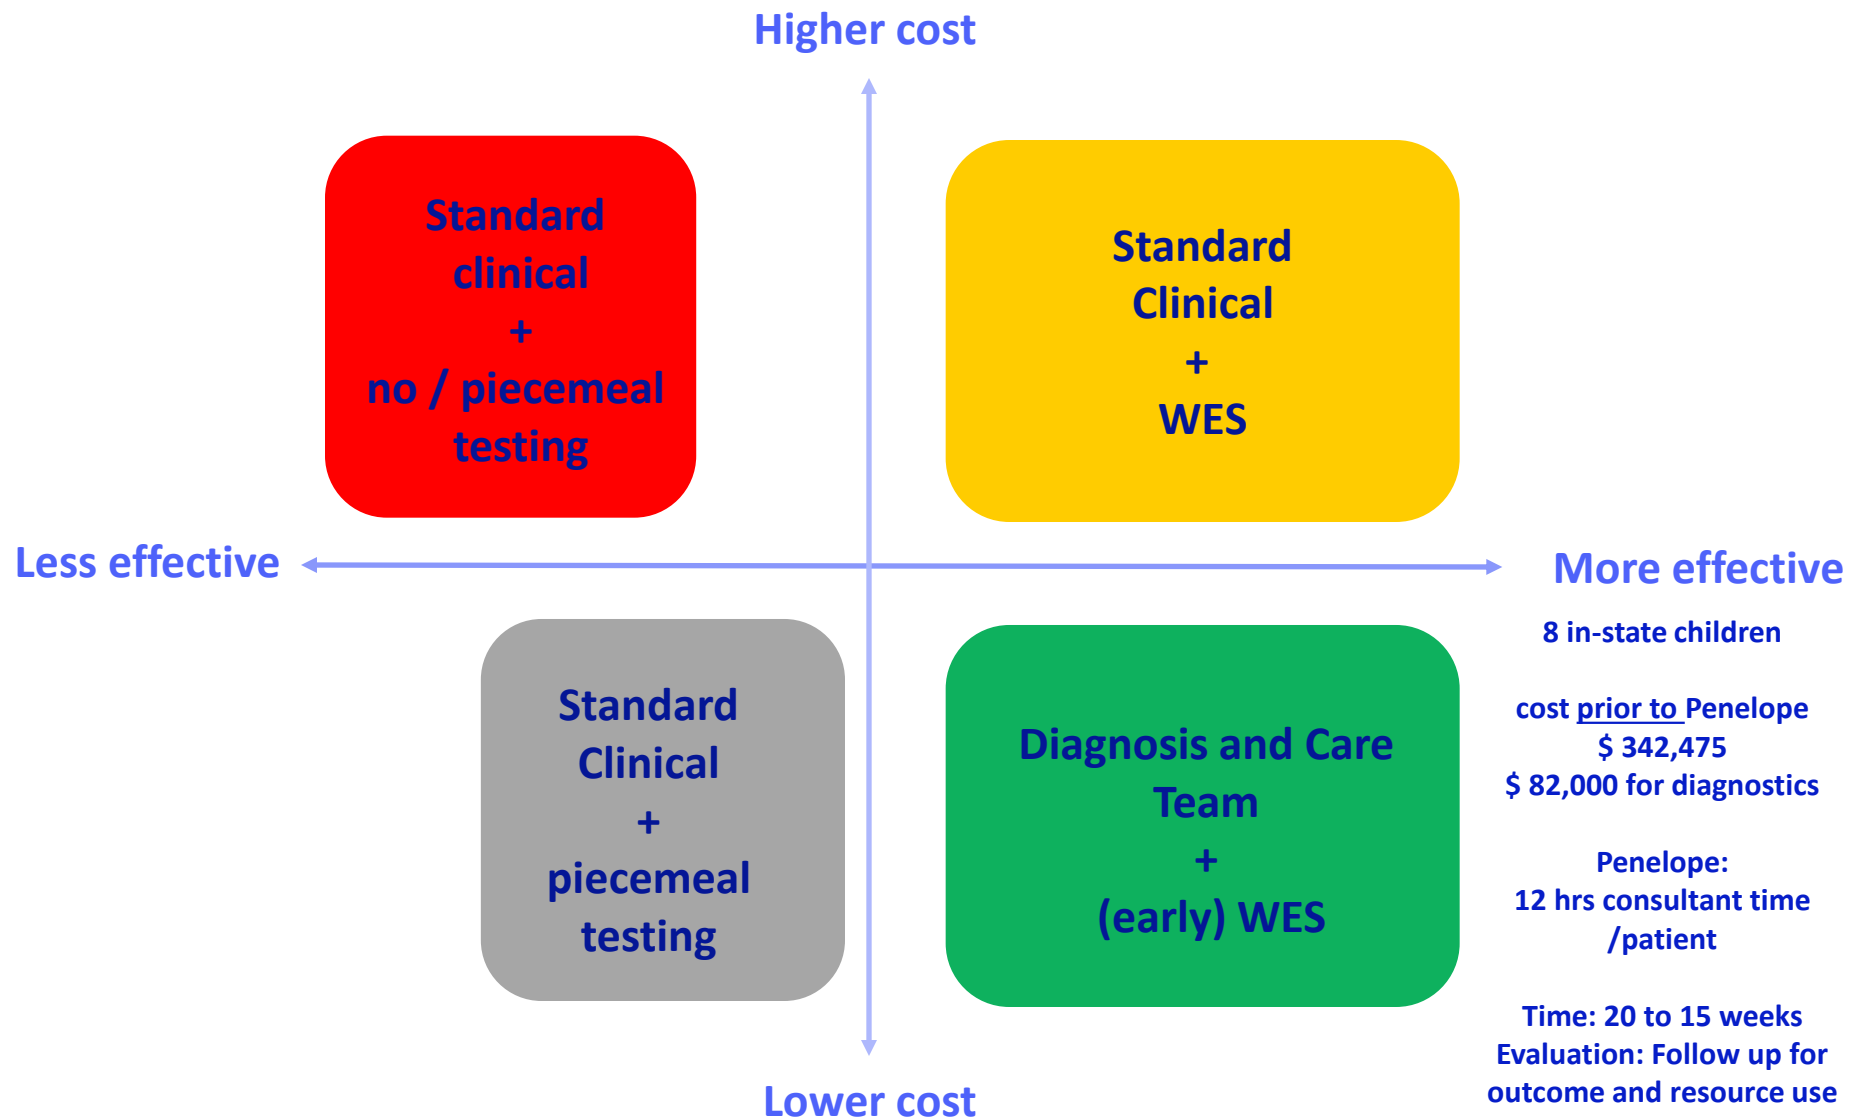 Higher cost
Standard
clinical
+
no / piecemeal
testing
Standard
Clinical
+
WES
Less effective
More effective
Standard
Clinical
+
piecemeal
testing
Diagnosis and Care
Team
+
(early) WES
8 in-state children
cost prior to Penelope
$ 342,475
$ 82,000 for diagnostics
Penelope:
12 hrs consultant time
/patient
Time: 20 to 15 weeks
Evaluation: Follow up for
outcome and resource use
Lower cost